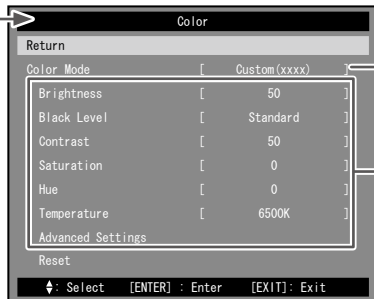 Color
Return
Color Mode [ Custom(xxxx) ]
Brightness [ 50 ]
Black Level [ Standard ]
Contrast [ 50 ]
Saturation [ 0 ]
Hue [ 0 ]
Temperature [ 6500K ]
Advanced Settings
Reset
: Select [ENTER] : Enter [EXIT]: Exit